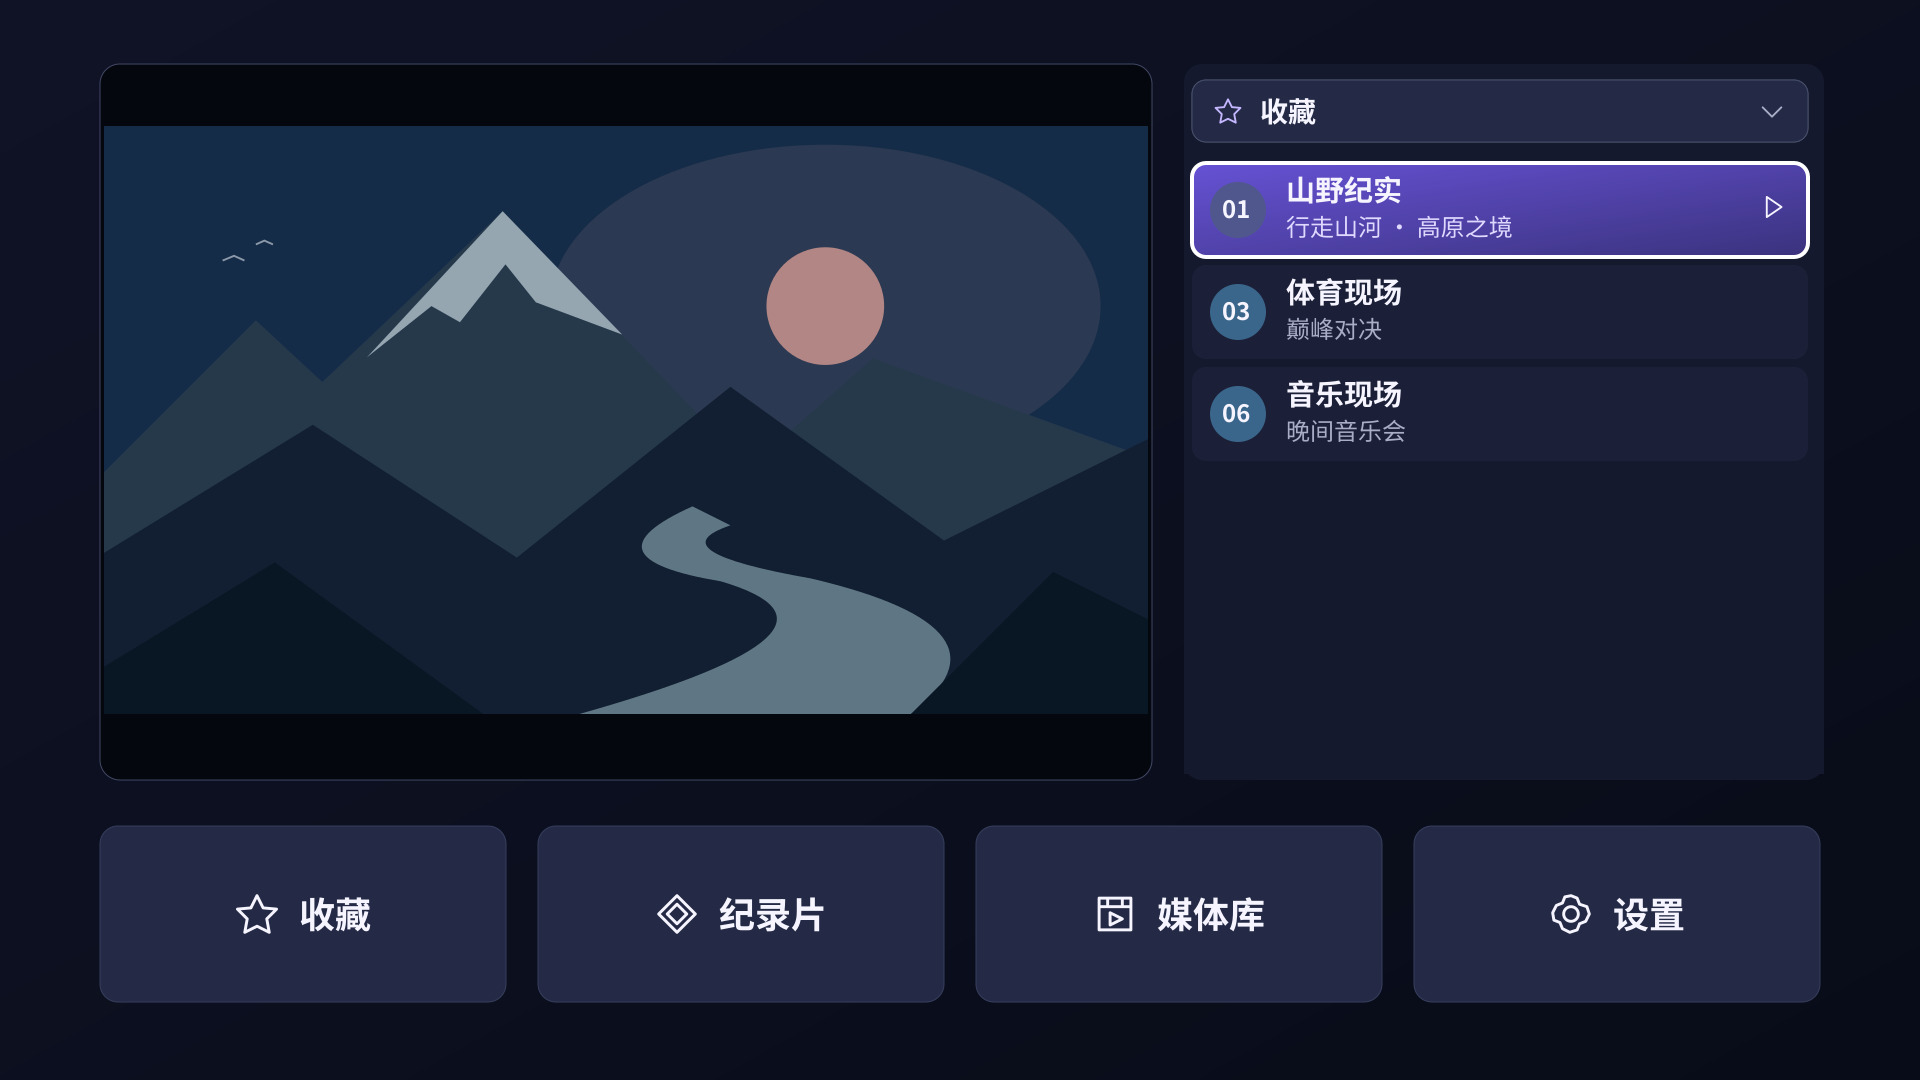 收藏
01
山野纪实
行走山河 · 高原之境
03
体育现场
巅峰对决
06
音乐现场
晚间音乐会
收藏
纪录片
媒体库
设置